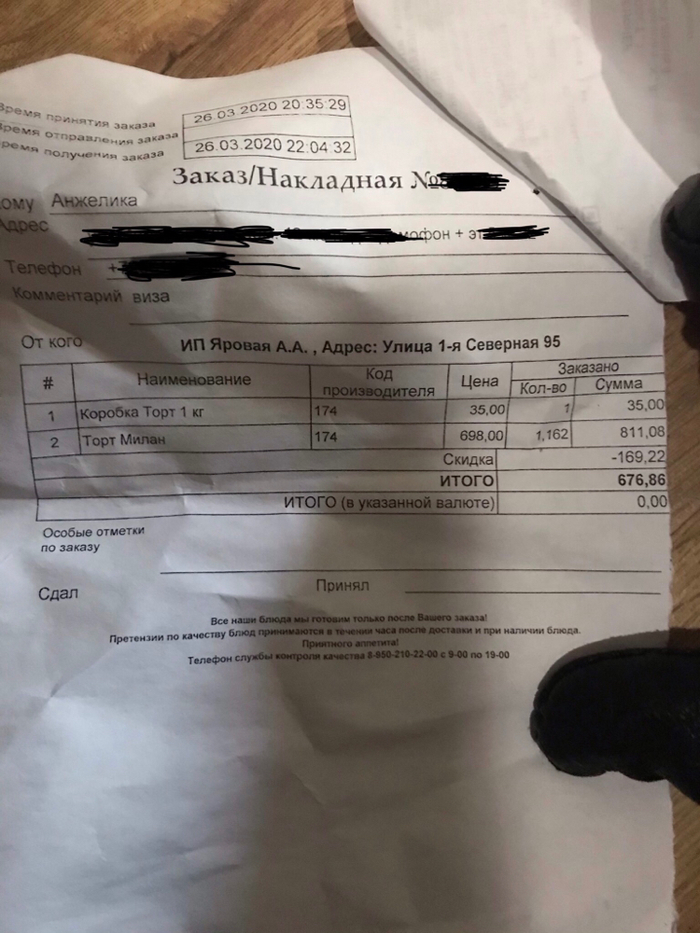 Время принятия заказа 26.03.2020 20:35:29
Время отправления заказа
Время получения заказа 26.03.2020 22:04:32
Заказ/Накладная №
Кому Анжелика
Адрес мофон + эт
Телефон +
Комментарий виза
От кого ИП Яровая А.А. , Адрес: Улица 1-я Северная 95
# Наименование Код производителя Цена Заказано
Кол-во Сумма
1 Коробка Торт 1 кг 174 35,00 1 35,00
2 Торт Милан 174 698,00 1,162 811,08
Скидка -169,22
ИТОГО 676,86
ИТОГО (в указанной валюте) 0,00
Особые отметки
по заказу
Сдал Принял
Все наши блюда мы готовим только после Вашего заказа!
Претензии по качеству блюд принимаются в течении часа после доставки и при наличии блюда.
Приятного аппетита!
Телефон службы контроля качества 8-950-210-22-00 с 9-00 по 19-00